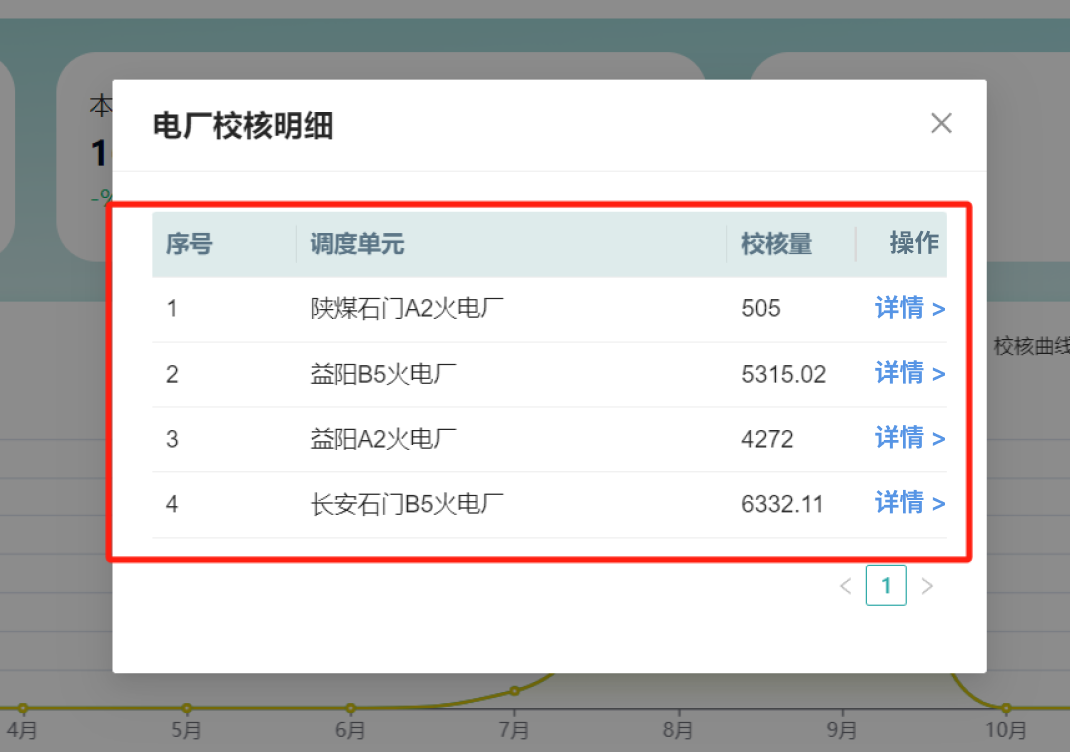 本
电厂校核明细
1
-%
序号 调度单元 校核量 操作
1 陕煤石门A2火电厂 505 详情 >
2 益阳B5火电厂 5315.02 详情 >
校核曲线
3 益阳A2火电厂 4272 详情 >
4 长安石门B5火电厂 6332.11 详情 >
< 1 >
4月 5月 6月 7月 8月 9月 10月